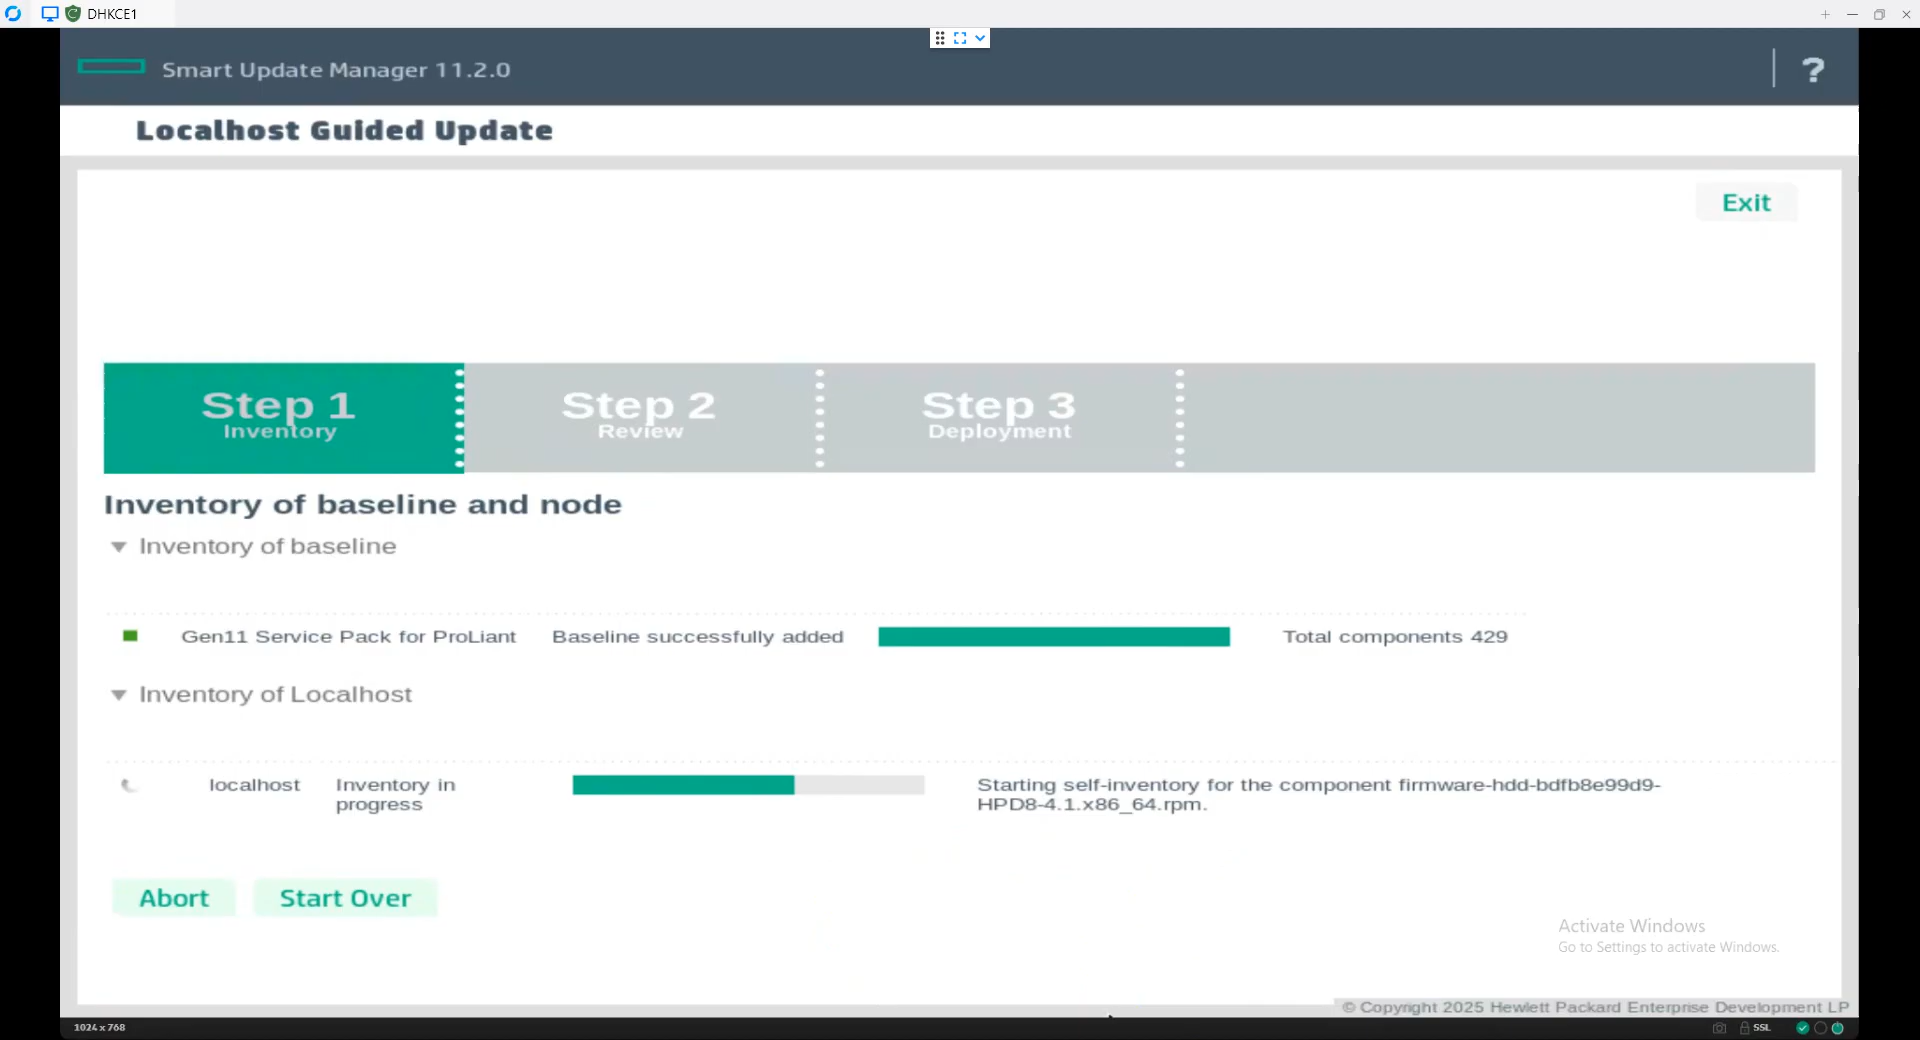 DHKCE1
Smart Update Manager 11.2.0
?
Localhost Guided Update
Exit
Step 1
Inventory
Step 2
Review
Step 3
Deployment
Inventory of baseline and node
Inventory of baseline
Gen11 Service Pack for ProLiant Baseline successfully added Total components 429
Inventory of Localhost
localhost Inventory in progress Starting self-inventory for the component firmware-hdd-bdfb8e99d9-
HPD8-4.1.x86_64.rpm.
Abort Start Over
Activate Windows
Go to Settings to activate Windows.
© Copyright 2025 Hewlett Packard Enterprise Development LP
1024 x 768 SSL